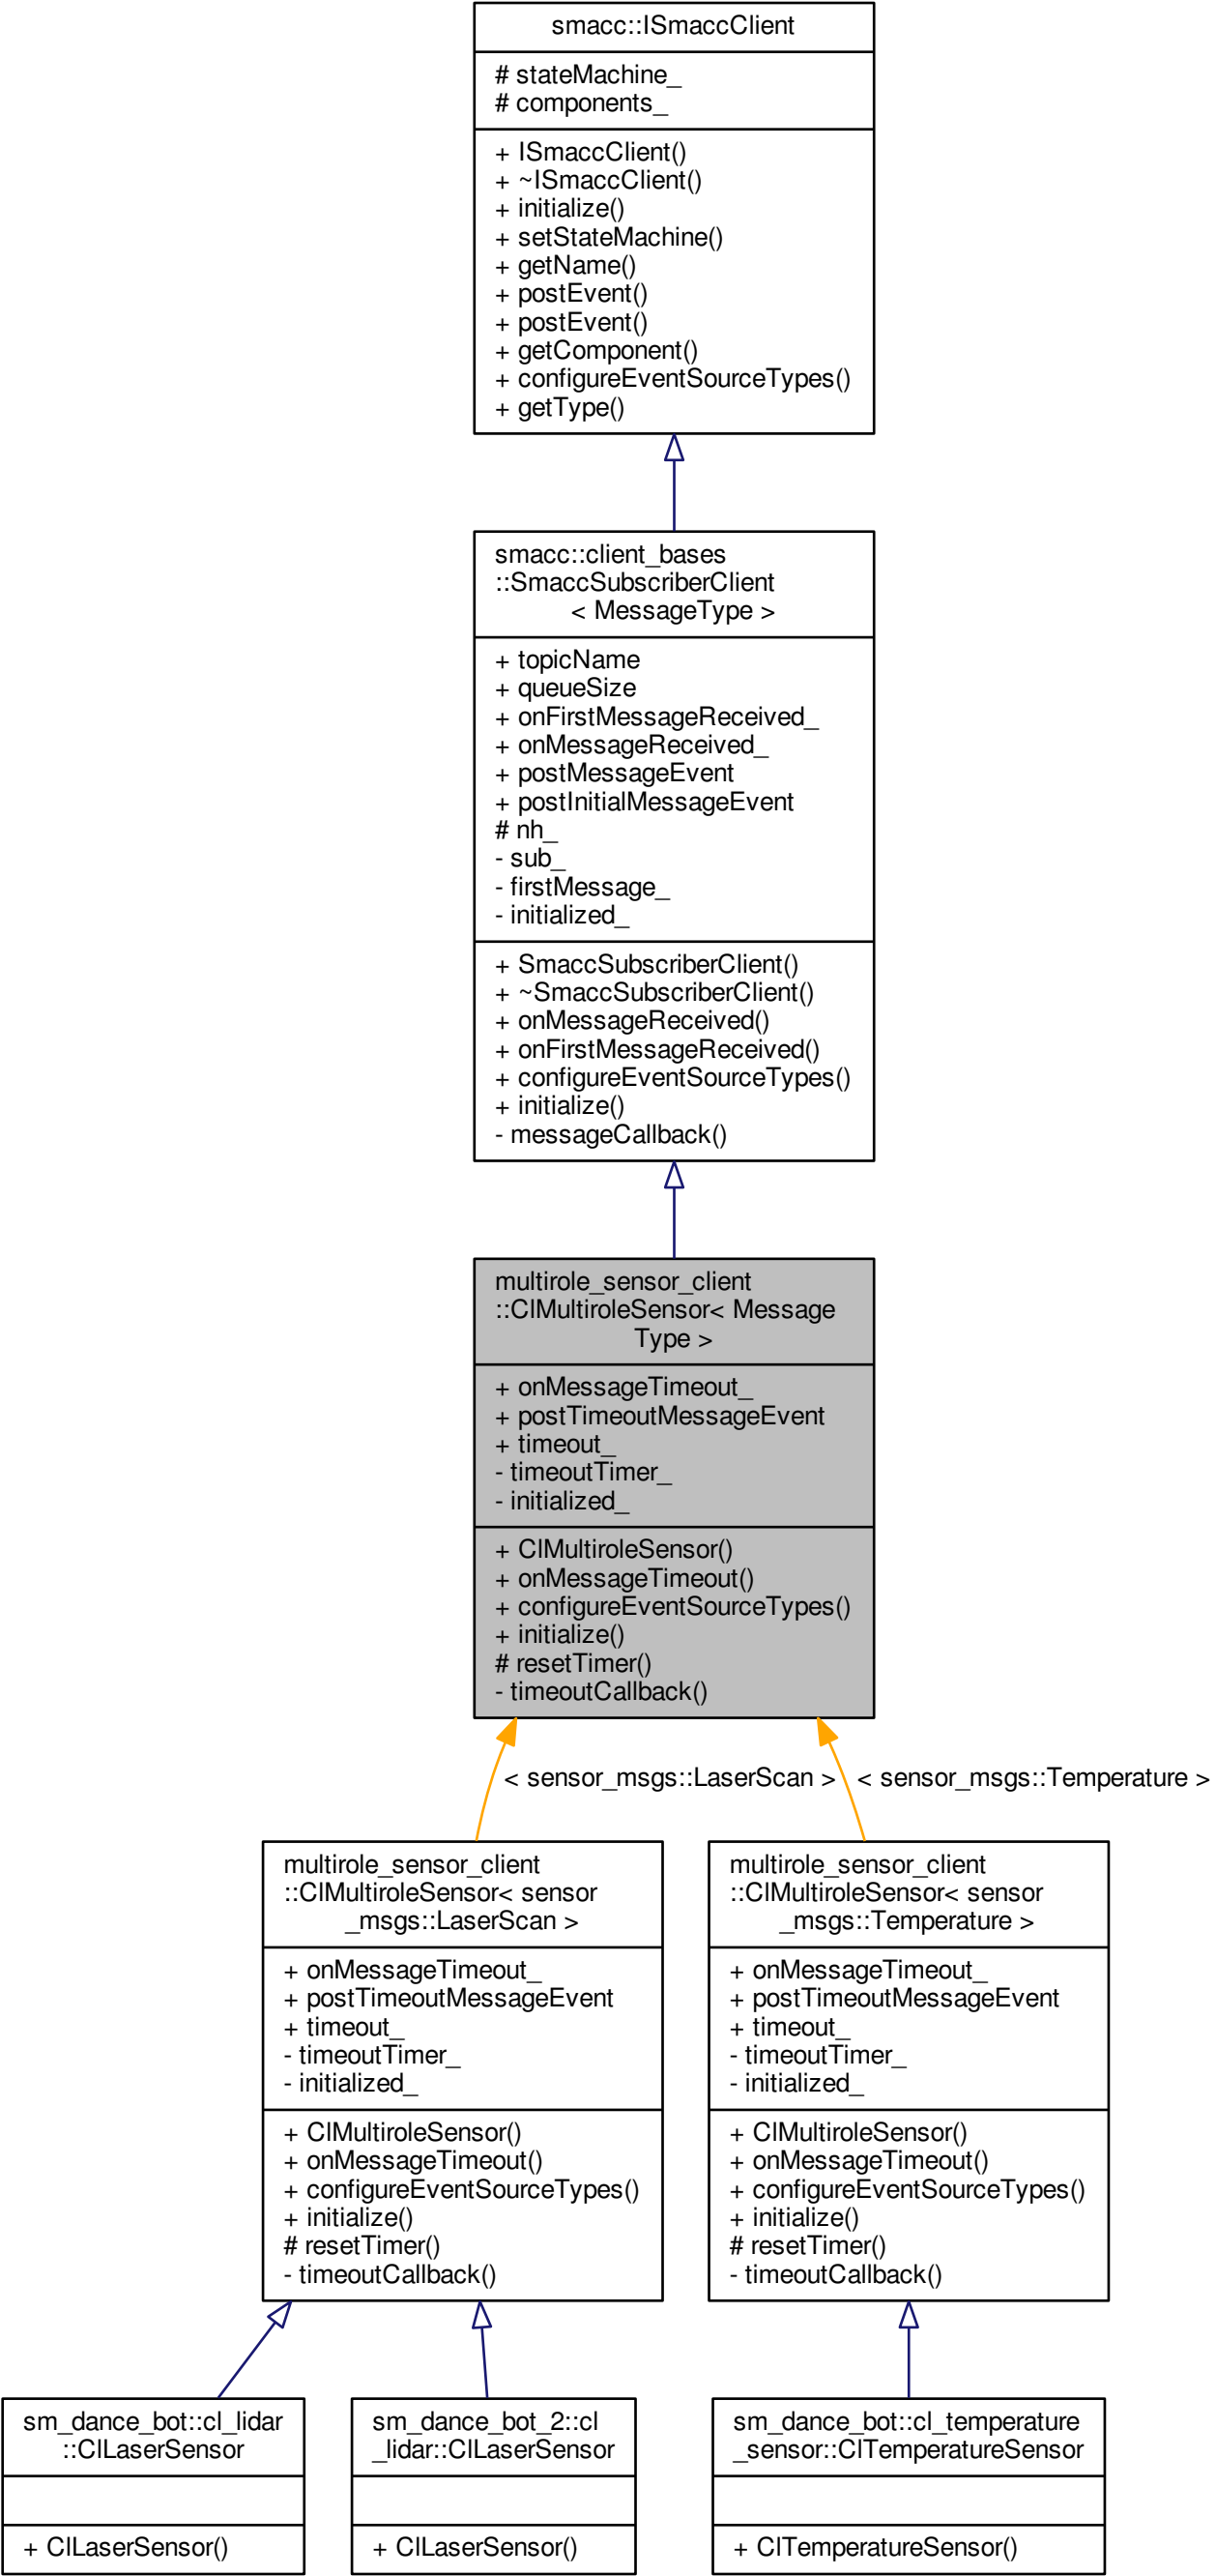 smacc::ISmaccClient
# stateMachine_
# components_
+ ISmaccClient()
+ ~ISmaccClient()
+ initialize()
+ setStateMachine()
+ getName()
+ postEvent()
+ postEvent()
+ getComponent()
+ configureEventSourceTypes()
+ getType()
smacc::client_bases
::SmaccSubscriberClient
< MessageType >
+ topicName
+ queueSize
+ onFirstMessageReceived_
+ onMessageReceived_
+ postMessageEvent
+ postInitialMessageEvent
# nh_
- sub_
- firstMessage_
- initialized_
+ SmaccSubscriberClient()
+ ~SmaccSubscriberClient()
+ onMessageReceived()
+ onFirstMessageReceived()
+ configureEventSourceTypes()
+ initialize()
- messageCallback()
multirole_sensor_client
::ClMultiroleSensor< Message
Type >
+ onMessageTimeout_
+ postTimeoutMessageEvent
+ timeout_
- timeoutTimer_
- initialized_
+ ClMultiroleSensor()
+ onMessageTimeout()
+ configureEventSourceTypes()
+ initialize()
# resetTimer()
- timeoutCallback()
< sensor_msgs::LaserScan >
< sensor_msgs::Temperature >
multirole_sensor_client
::ClMultiroleSensor< sensor
_msgs::LaserScan >
+ onMessageTimeout_
+ postTimeoutMessageEvent
+ timeout_
- timeoutTimer_
- initialized_
+ ClMultiroleSensor()
+ onMessageTimeout()
+ configureEventSourceTypes()
+ initialize()
# resetTimer()
- timeoutCallback()
multirole_sensor_client
::ClMultiroleSensor< sensor
_msgs::Temperature >
+ onMessageTimeout_
+ postTimeoutMessageEvent
+ timeout_
- timeoutTimer_
- initialized_
+ ClMultiroleSensor()
+ onMessageTimeout()
+ configureEventSourceTypes()
+ initialize()
# resetTimer()
- timeoutCallback()
sm_dance_bot::cl_lidar
::ClLaserSensor
+ ClLaserSensor()
sm_dance_bot_2::cl
_lidar::ClLaserSensor
+ ClLaserSensor()
sm_dance_bot::cl_temperature
_sensor::ClTemperatureSensor
+ ClTemperatureSensor()